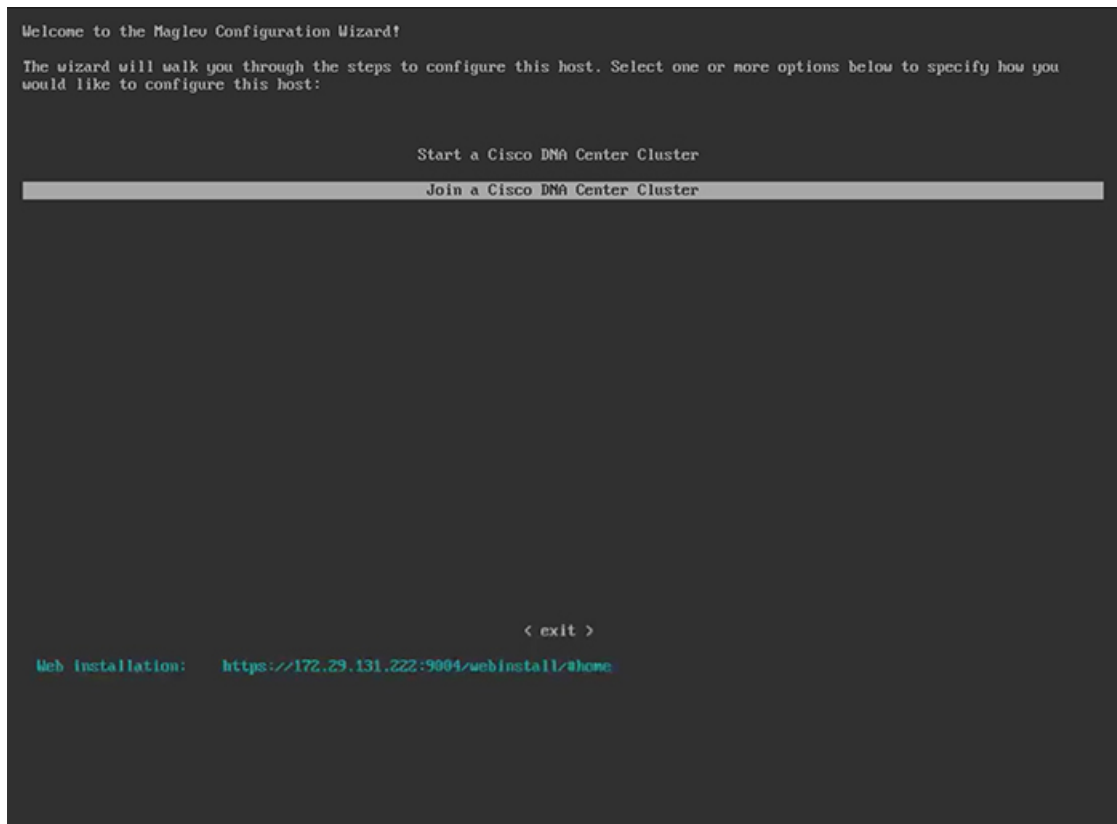 Welcome to the Maglev Configuration Wizard!
The wizard will walk you through the steps to configure this host. Select one or more options below to specify how you
would like to configure this host:
Start a Cisco DNA Center Cluster
Join a Cisco DNA Center Cluster
< exit >
Web installation: https://172.29.131.222:9004/webinstall/#home